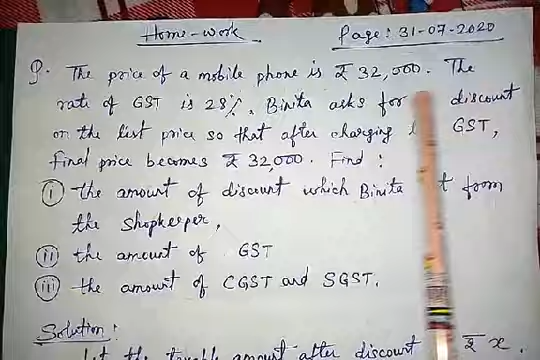 Home-work Page: 31-07-2020
Q. The price of a mobile phone is ₹ 32,000. The
rate of GST is 28%. Binita asks for discount
on the list price so that after charging GST,
final price becomes ₹ 32,000. Find:
(i) the amount of discount which Binita from
the shopkeeper,
(ii) the amount of GST
(iii) the amount of CGST and SGST.
Solution:
Let the taxable amount after discount ₹ x.